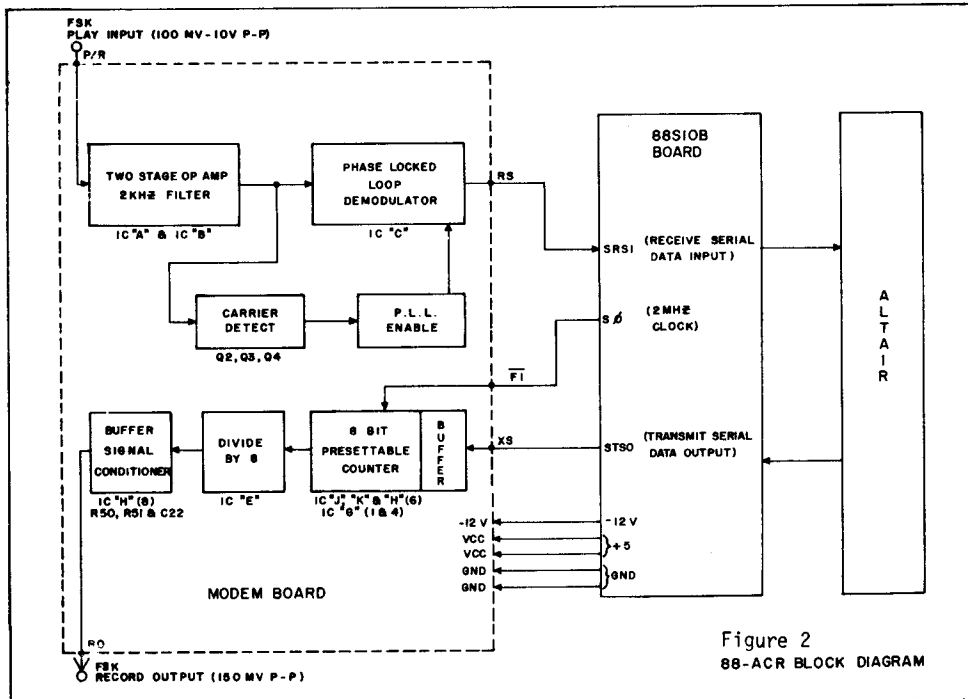 FSK
PLAY INPUT (100 MV-10V P-P)
P/R
TWO STAGE OP AMP
2KHZ FILTER
IC "A" & IC "B"
PHASE LOCKED
LOOP
DEMODULATOR
IC "C"
RS
CARRIER
DETECT
Q2, Q3, Q4
P.L.L.
ENABLE
F1
BUFFER
SIGNAL
CONDITIONER
IC "H" (8)
R50, R51 & C22
DIVIDE
BY 8
IC "E"
8 BIT
PRESETTABLE
COUNTER
BUFFER
IC "J", "K" & "H" (6)
IC "G" (1 & 4)
XS
-12 V
VCC
VCC
GND
GND
MODEM BOARD
RO
FSK
RECORD OUTPUT (150 MV P-P)
88SIOB
BOARD
SRSI (RECEIVE SERIAL
DATA INPUT)
SØ (2MHZ
CLOCK)
STSO (TRANSMIT SERIAL
DATA OUTPUT)
-12 V
+5
GND
ALTAIR
Figure 2
88-ACR BLOCK DIAGRAM